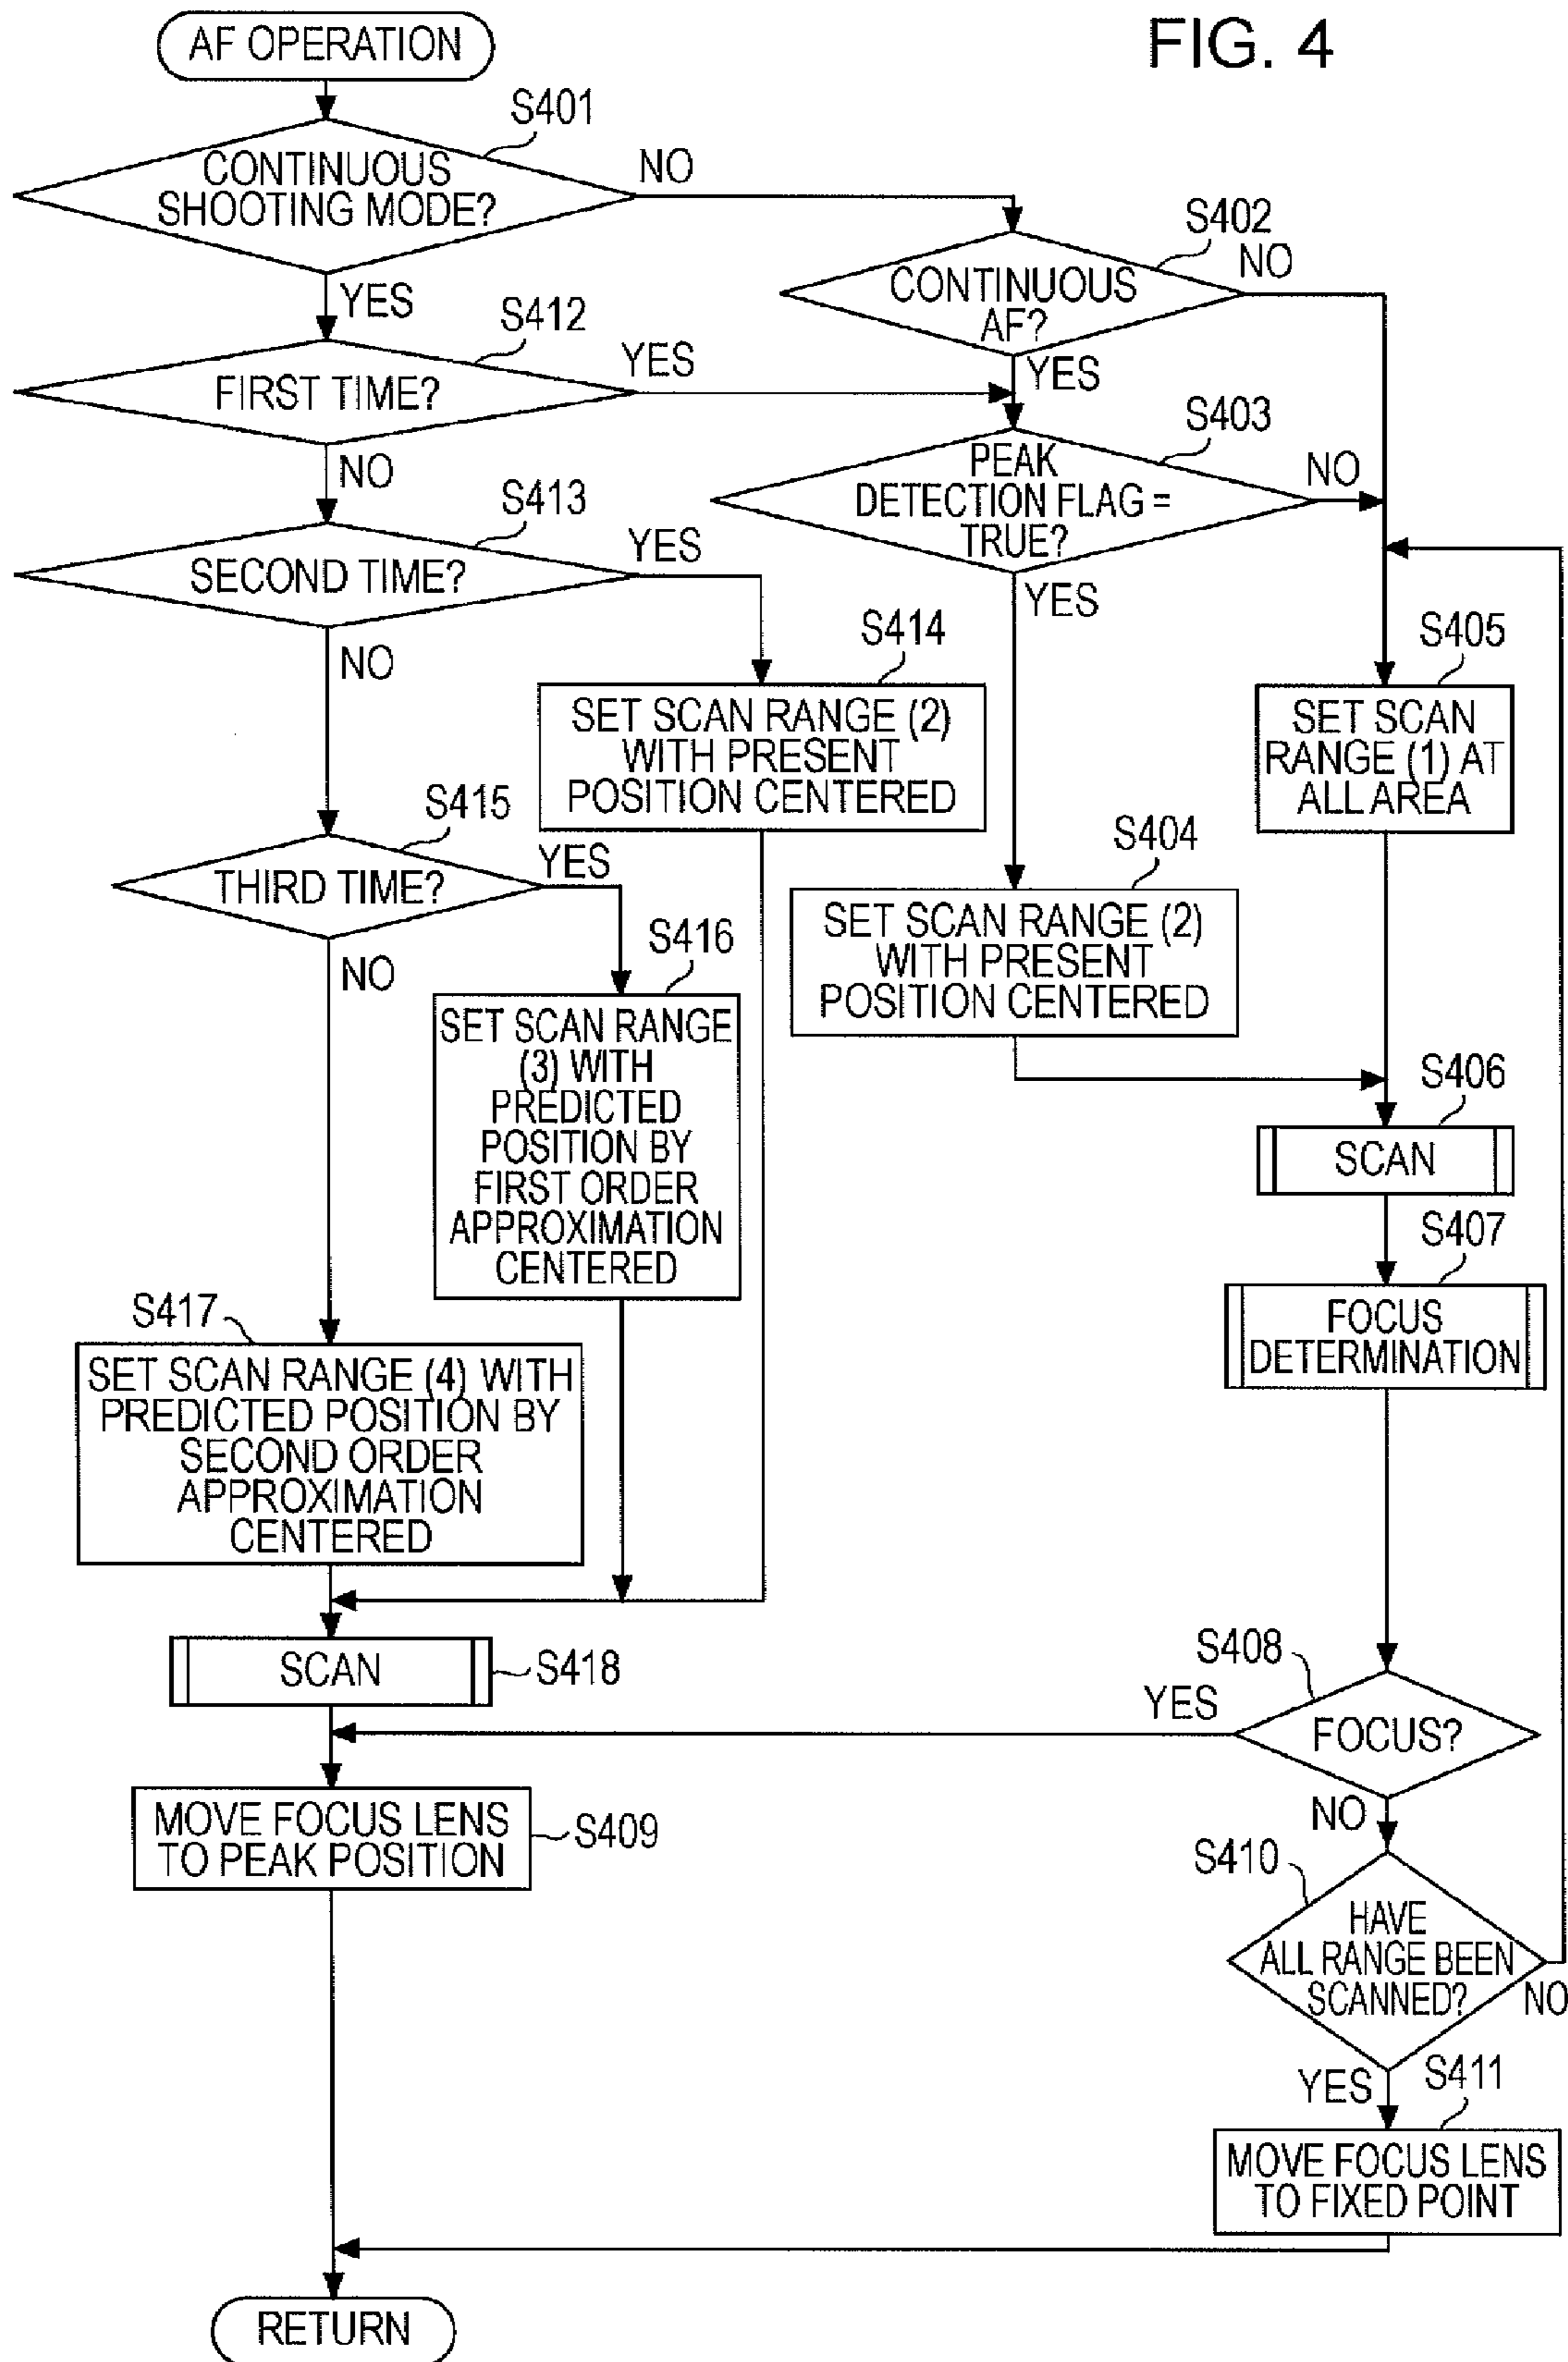 FIG. 4
AF OPERATION
S401
CONTINUOUS
SHOOTING MODE?
NO
YES
S402
CONTINUOUS
AF?
NO
YES
S412
FIRST TIME?
YES
NO
S403
PEAK
DETECTION FLAG =
TRUE?
NO
YES
S413
SECOND TIME?
YES
NO
S414
SET SCAN RANGE (2)
WITH PRESENT
POSITION CENTERED
S405
SET SCAN
RANGE (1) AT
ALL AREA
S415
THIRD TIME?
YES
NO
S404
SET SCAN RANGE (2)
WITH PRESENT
POSITION CENTERED
S416
SET SCAN RANGE
(3) WITH
PREDICTED
POSITION BY
FIRST ORDER
APPROXIMATION
CENTERED
S406
SCAN
S407
FOCUS
DETERMINATION
S417
SET SCAN RANGE (4) WITH
PREDICTED POSITION BY
SECOND ORDER
APPROXIMATION
CENTERED
SCAN
S418
S408
FOCUS?
YES
NO
MOVE FOCUS LENS
TO PEAK POSITION
S409
S410
HAVE
ALL RANGE BEEN
SCANNED?
NO
YES
S411
MOVE FOCUS LENS
TO FIXED POINT
RETURN